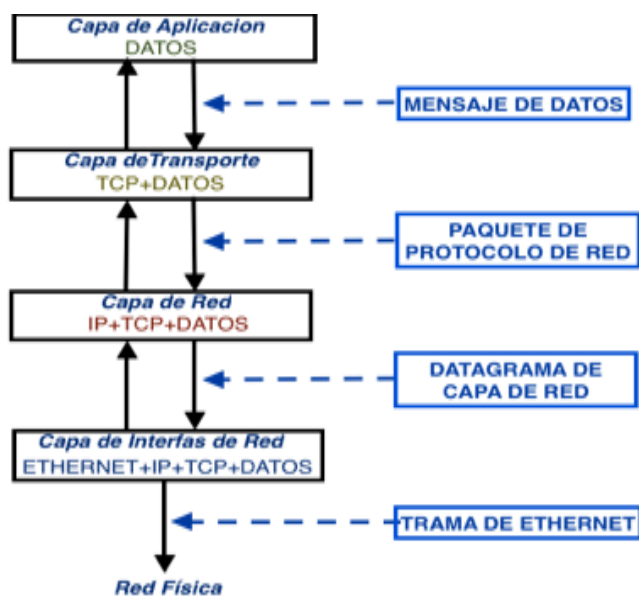 Capa de Aplicacion
DATOS
MENSAJE DE DATOS
Capa deTransporte
TCP+DATOS
PAQUETE DE
PROTOCOLO DE RED
Capa de Red
IP+TCP+DATOS
DATAGRAMA DE
CAPA DE RED
Capa de Interfas de Red
ETHERNET+IP+TCP+DATOS
TRAMA DE ETHERNET
Red Física